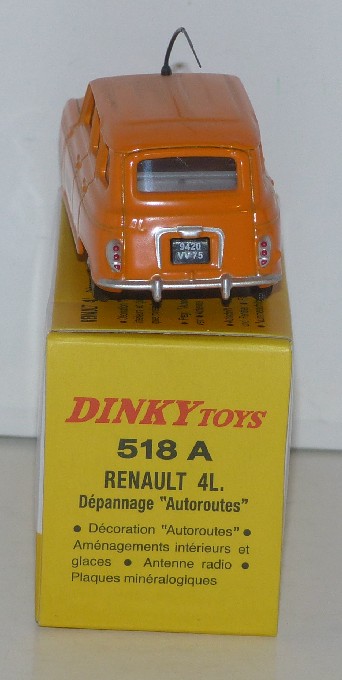 9420
VV 75
DINKY TOYS
518 A
RENAULT 4L.
Dépannage "Autoroutes"
● Décoration "Autoroutes" ●
Aménagements intérieurs et
glaces ● Antenne radio ●
Plaques minéralogiques